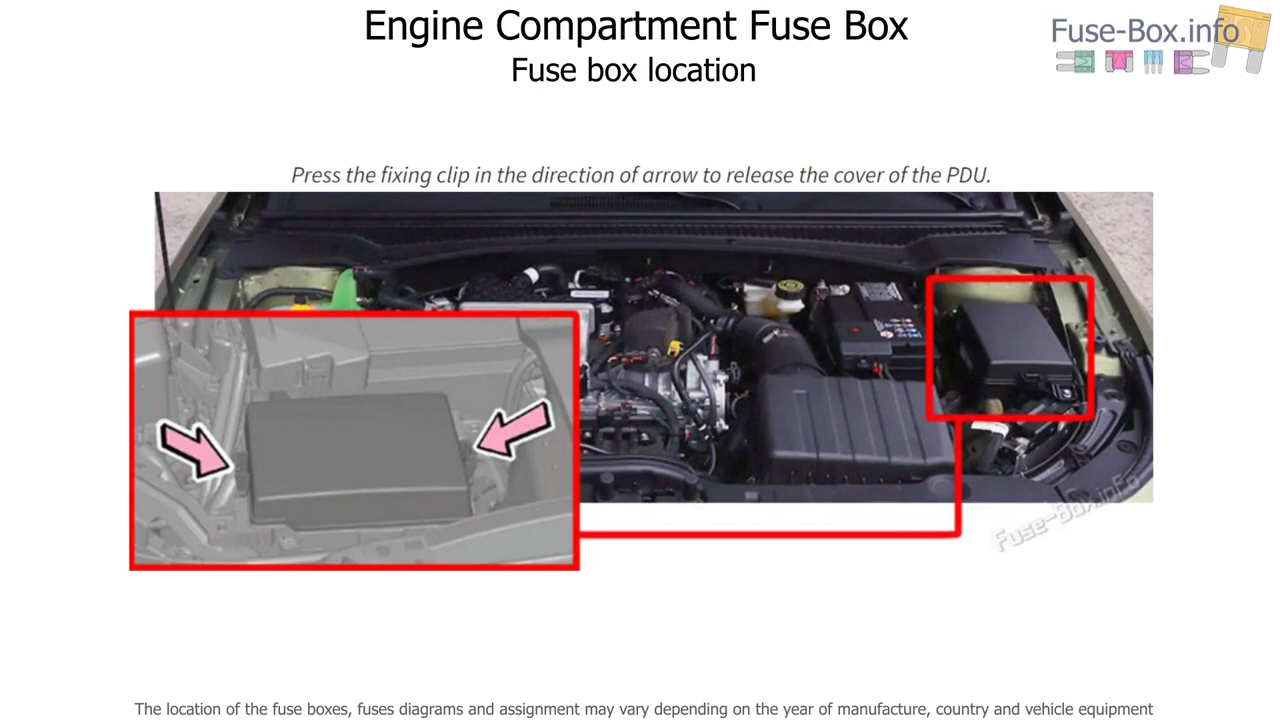 Engine Compartment Fuse Box
Fuse box location
Fuse-Box.info
Press the fixing clip in the direction of arrow to release the cover of the PDU.
Fuse-Box.info
The location of the fuse boxes, fuses diagrams and assignment may vary depending on the year of manufacture, country and vehicle equipment